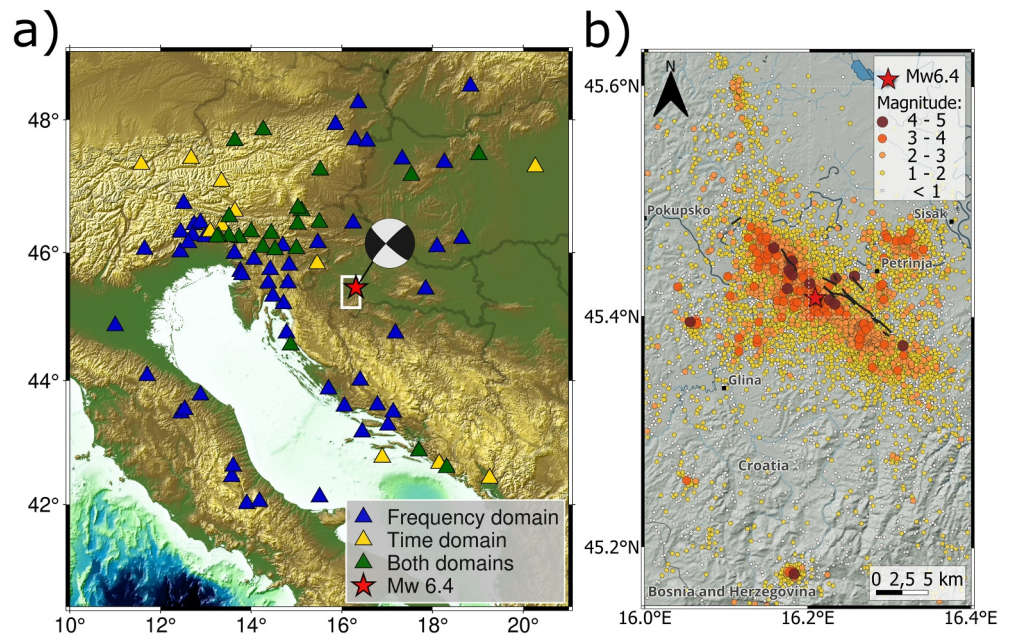 a)
48°
46°
44°
42°
10°
12°
14°
16°
18°
20°
Frequency domain
Time domain
Both domains
Mw 6.4
b)
45.6°N
45.4°N
45.2°N
16.0°E
16.2°E
16.4°E
N
Mw6.4
Magnitude:
4 - 5
3 - 4
2 - 3
1 - 2
< 1
Pokupsko
Sisak
Petrinja
Glina
Croatia
Bosnia and Herzegovina
0 2,5 5 km